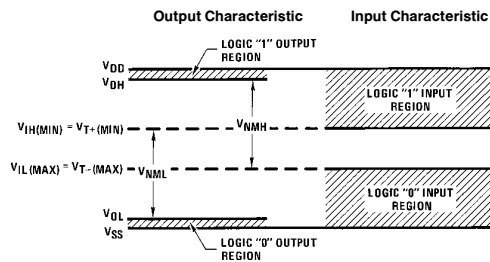 Output Characteristic
Input Characteristic
LOGIC "1" OUTPUT
REGION
VDD
VOH
LOGIC "1" INPUT
REGION
VIH(MIN) = VT+(MIN)
VNMH
VIL(MAX) = VT-(MAX)
VNML
LOGIC "0" INPUT
REGION
VOL
VSS
LOGIC "0" OUTPUT
REGION